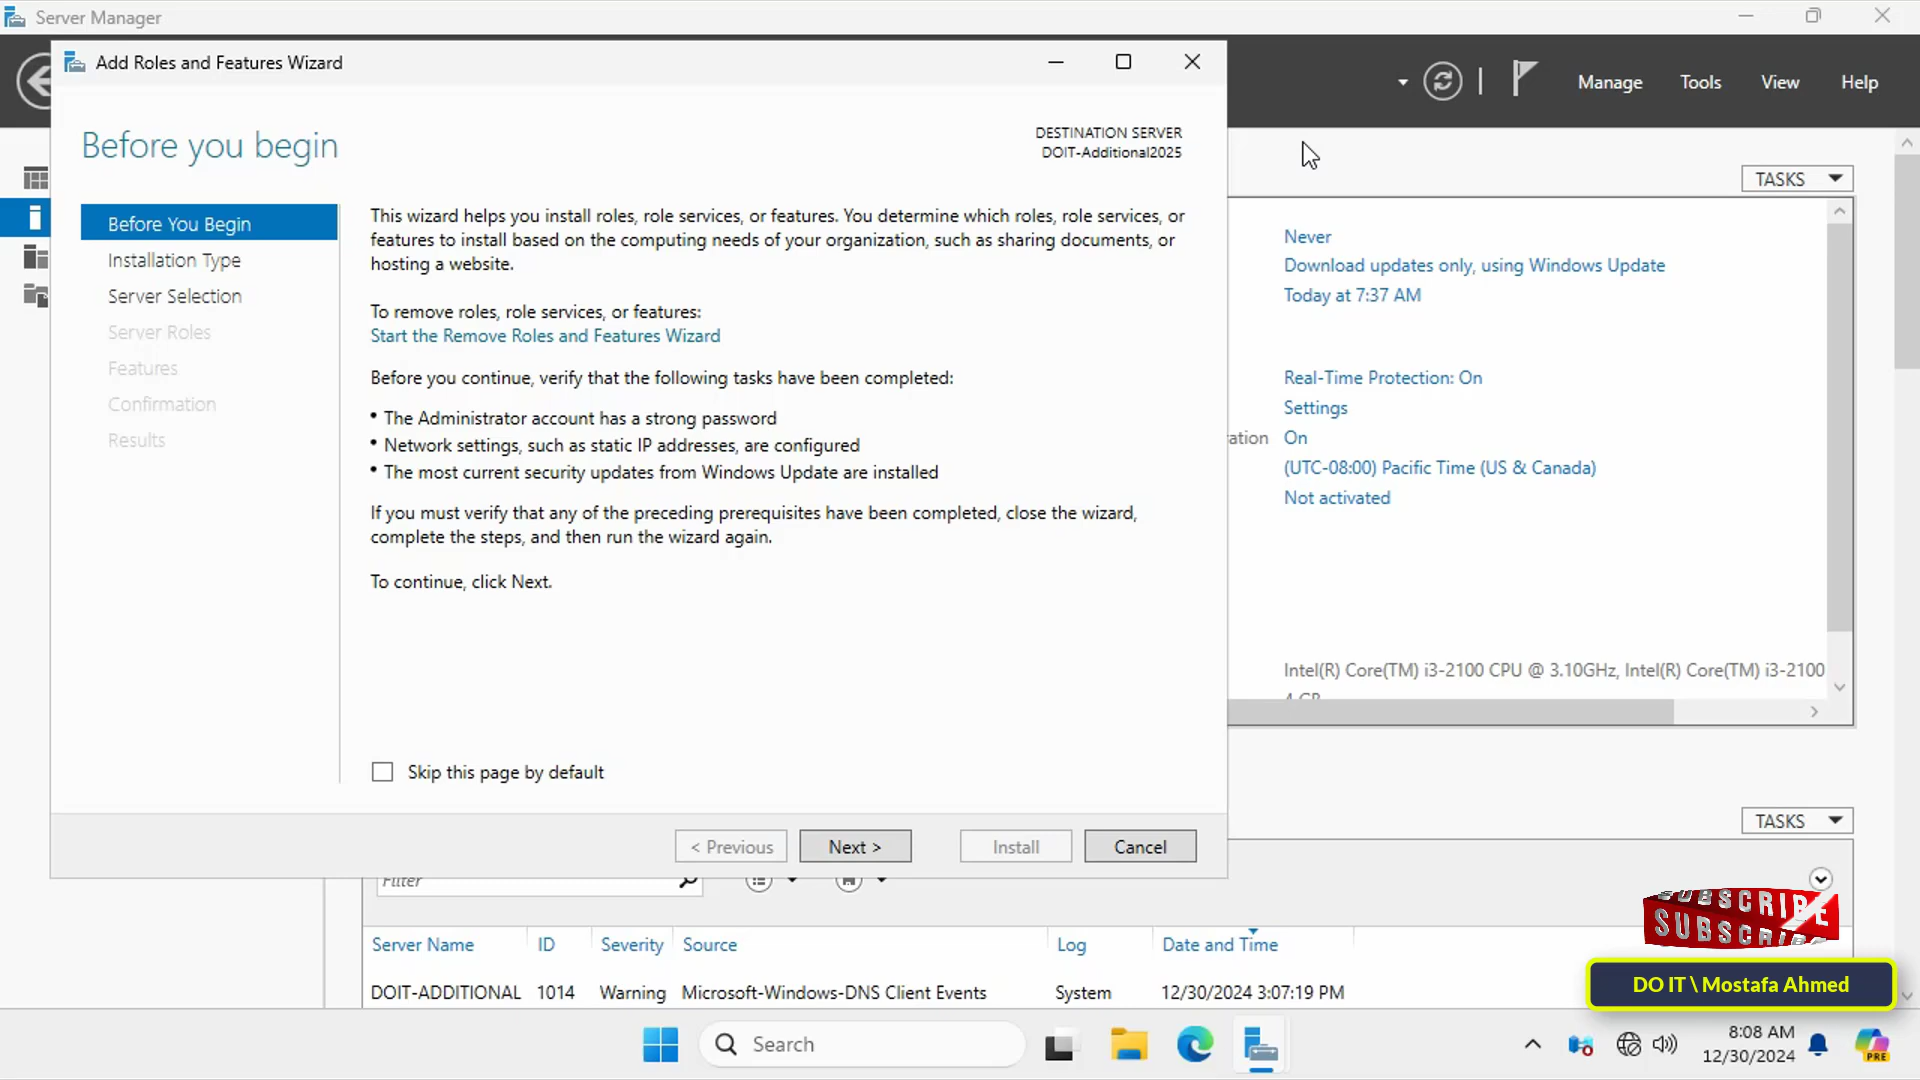 Server Manager
Add Roles and Features Wizard
Manage
Tools
View
Help
Before you begin
DESTINATION SERVER
DOIT-Additional2025
Before You Begin
Installation Type
Server Selection
Server Roles
Features
Confirmation
Results
This wizard helps you install roles, role services, or features. You determine which roles, role services, or
features to install based on the computing needs of your organization, such as sharing documents, or
hosting a website.
To remove roles, role services, or features:
Start the Remove Roles and Features Wizard
Before you continue, verify that the following tasks have been completed:
• The Administrator account has a strong password
• Network settings, such as static IP addresses, are configured
• The most current security updates from Windows Update are installed
If you must verify that any of the preceding prerequisites have been completed, close the wizard,
complete the steps, and then run the wizard again.
To continue, click Next.
Skip this page by default
< Previous
Next >
Install
Cancel
TASKS
Never
Download updates only, using Windows Update
Today at 7:37 AM
Real-Time Protection: On
Settings
ation
On
(UTC-08:00) Pacific Time (US & Canada)
Not activated
Intel(R) Core(TM) i3-2100 CPU @ 3.10GHz, Intel(R) Core(TM) i3-2100
4 GB
TASKS
Filter
Server Name
ID
Severity
Source
Log
Date and Time
DOIT-ADDITIONAL
1014
Warning
Microsoft-Windows-DNS Client Events
System
12/30/2024 3:07:19 PM
SUBSCRIBE
SUBSCRIBE
DO IT \ Mostafa Ahmed
Search
8:08 AM
12/30/2024
PRE